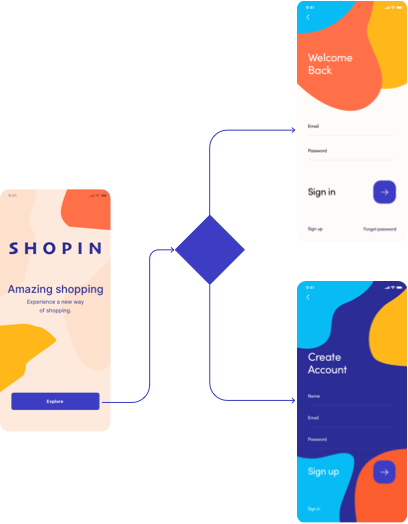 9:41
SHOPIN
Amazing shopping
Experience a new way
of shopping.
Explore
9:41
Welcome
Back
Email
Password
Sign in
Sign up
Forgot password
9:41
Create
Account
Name
Email
Password
Sign up
Sign in